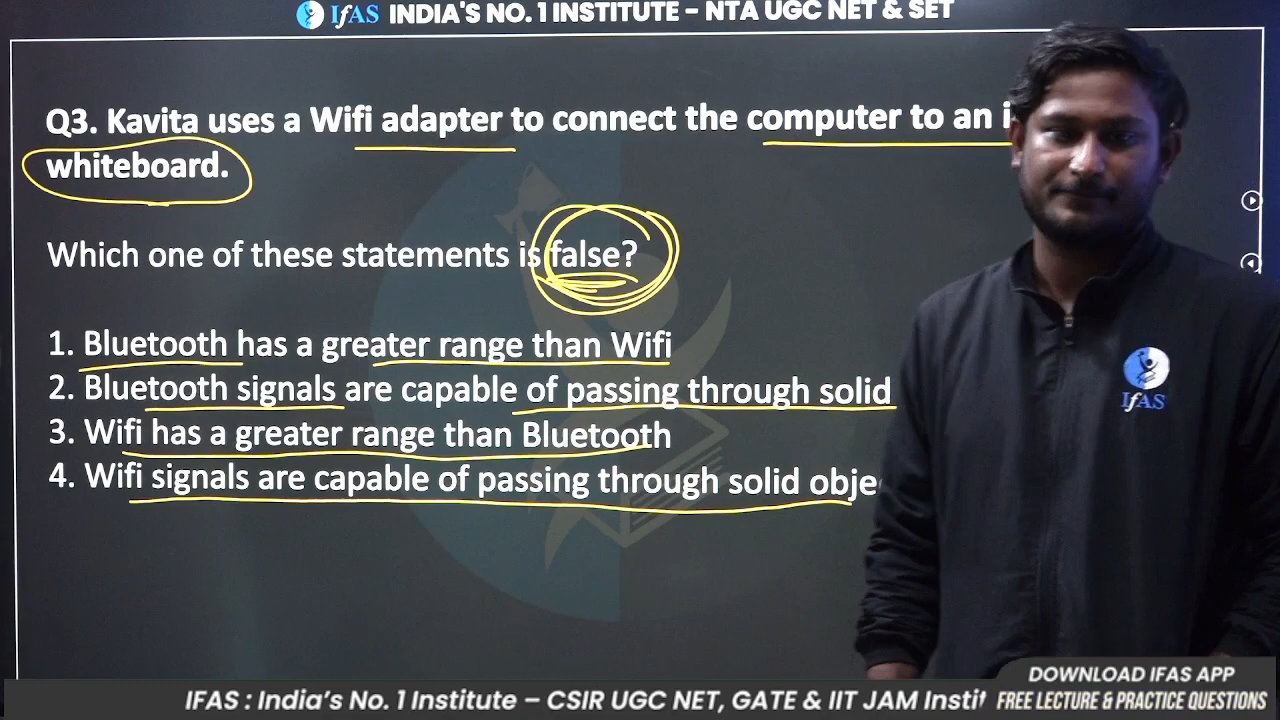 IfAS INDIA'S NO. 1 INSTITUTE – NTA UGC NET & SET
Q3. Kavita uses a Wifi adapter to connect the computer to an i
whiteboard.
Which one of these statements is false?
1. Bluetooth has a greater range than Wifi
2. Bluetooth signals are capable of passing through solid
3. Wifi has a greater range than Bluetooth
4. Wifi signals are capable of passing through solid obje
IfAS
DOWNLOAD IFAS APP
IFAS : India's No. 1 Institute – CSIR UGC NET, GATE & IIT JAM Insti
FREE LECTURE & PRACTICE QUESTIONS